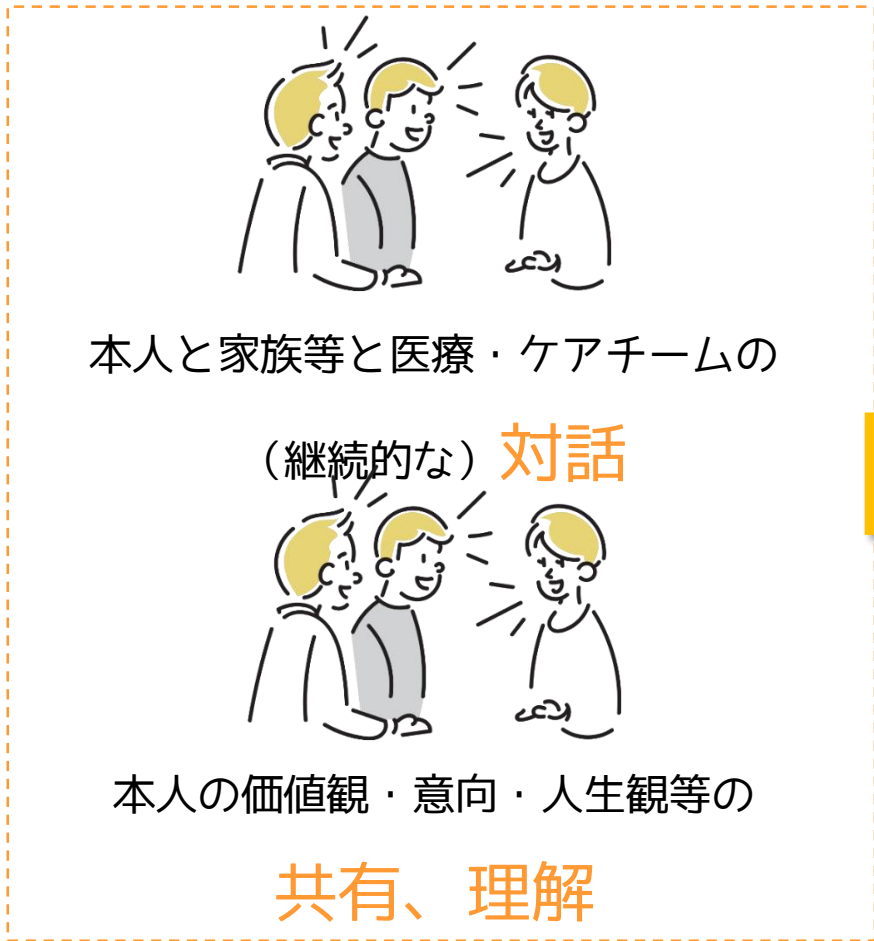 本人と家族等と医療・ケアチームの
（継続的な）対話
本人の価値観・意向・人生観等の
共有、理解